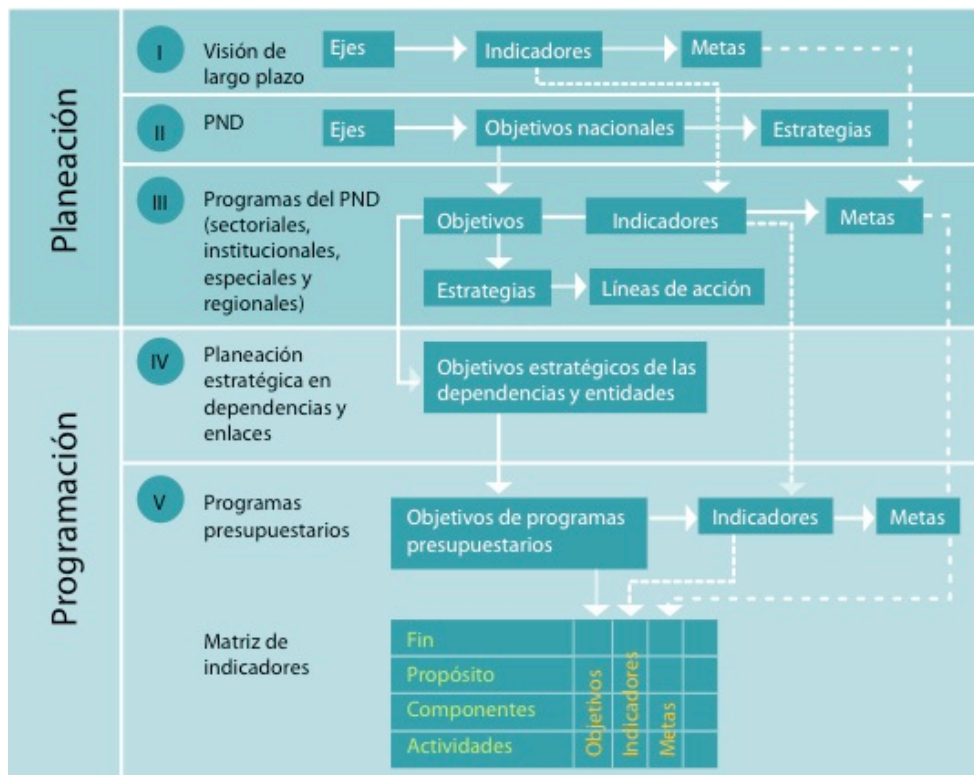 Planeación
I
Visión de
largo plazo
Ejes
Indicadores
Metas
II
PND
Ejes
Objetivos nacionales
Estrategias
III
Programas del PND
(sectoriales,
institucionales,
especiales y
regionales)
Objetivos
Indicadores
Metas
Estrategias
Líneas de acción
Programación
IV
Planeación
estratégica en
dependencias y
enlaces
Objetivos estratégicos de las
dependencias y entidades
V
Programas
presupuestarios
Objetivos de programas
presupuestarios
Indicadores
Metas
Matriz de
indicadores
Fin
Propósito
Componentes
Actividades
Objetivos
Indicadores
Metas